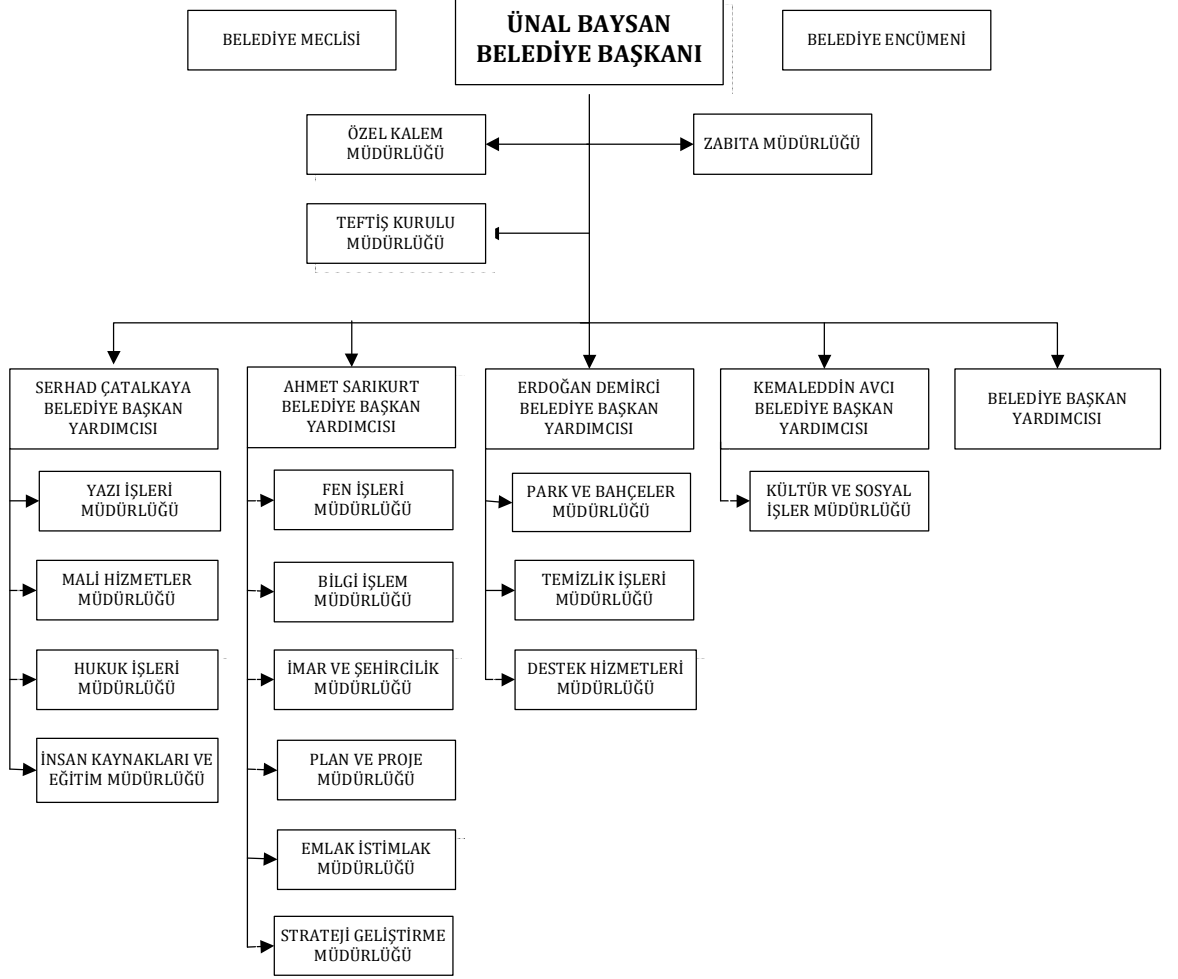 BELEDİYE MECLİSİ
ÜNAL BAYSAN
BELEDİYE BAŞKANI
BELEDİYE ENCÜMENİ
ÖZEL KALEM
MÜDÜRLÜĞÜ
ZABITA MÜDÜRLÜĞÜ
TEFTİŞ KURULU
MÜDÜRLÜĞÜ
SERHAD ÇATALKAYA
BELEDİYE BAŞKAN
YARDIMCISI
AHMET SARIKURT
BELEDİYE BAŞKAN
YARDIMCISI
ERDOĞAN DEMİRCİ
BELEDİYE BAŞKAN
YARDIMCISI
KEMALEDDİN AVCI
BELEDİYE BAŞKAN
YARDIMCISI
BELEDİYE BAŞKAN
YARDIMCISI
YAZI İŞLERİ
MÜDÜRLÜĞÜ
MALİ HİZMETLER
MÜDÜRLÜĞÜ
HUKUK İŞLERİ
MÜDÜRLÜĞÜ
İNSAN KAYNAKLARI VE
EĞİTİM MÜDÜRLÜĞÜ
FEN İŞLERİ
MÜDÜRLÜĞÜ
BİLGİ İŞLEM
MÜDÜRLÜĞÜ
İMAR VE ŞEHİRCİLİK
MÜDÜRLÜĞÜ
PLAN VE PROJE
MÜDÜRLÜĞÜ
EMLAK İSTİMLAK
MÜDÜRLÜĞÜ
STRATEJİ GELİŞTİRME
MÜDÜRLÜĞÜ
PARK VE BAHÇELER
MÜDÜRLÜĞÜ
TEMİZLİK İŞLERİ
MÜDÜRLÜĞÜ
DESTEK HİZMETLERİ
MÜDÜRLÜĞÜ
KÜLTÜR VE SOSYAL
İŞLER MÜDÜRLÜĞÜ